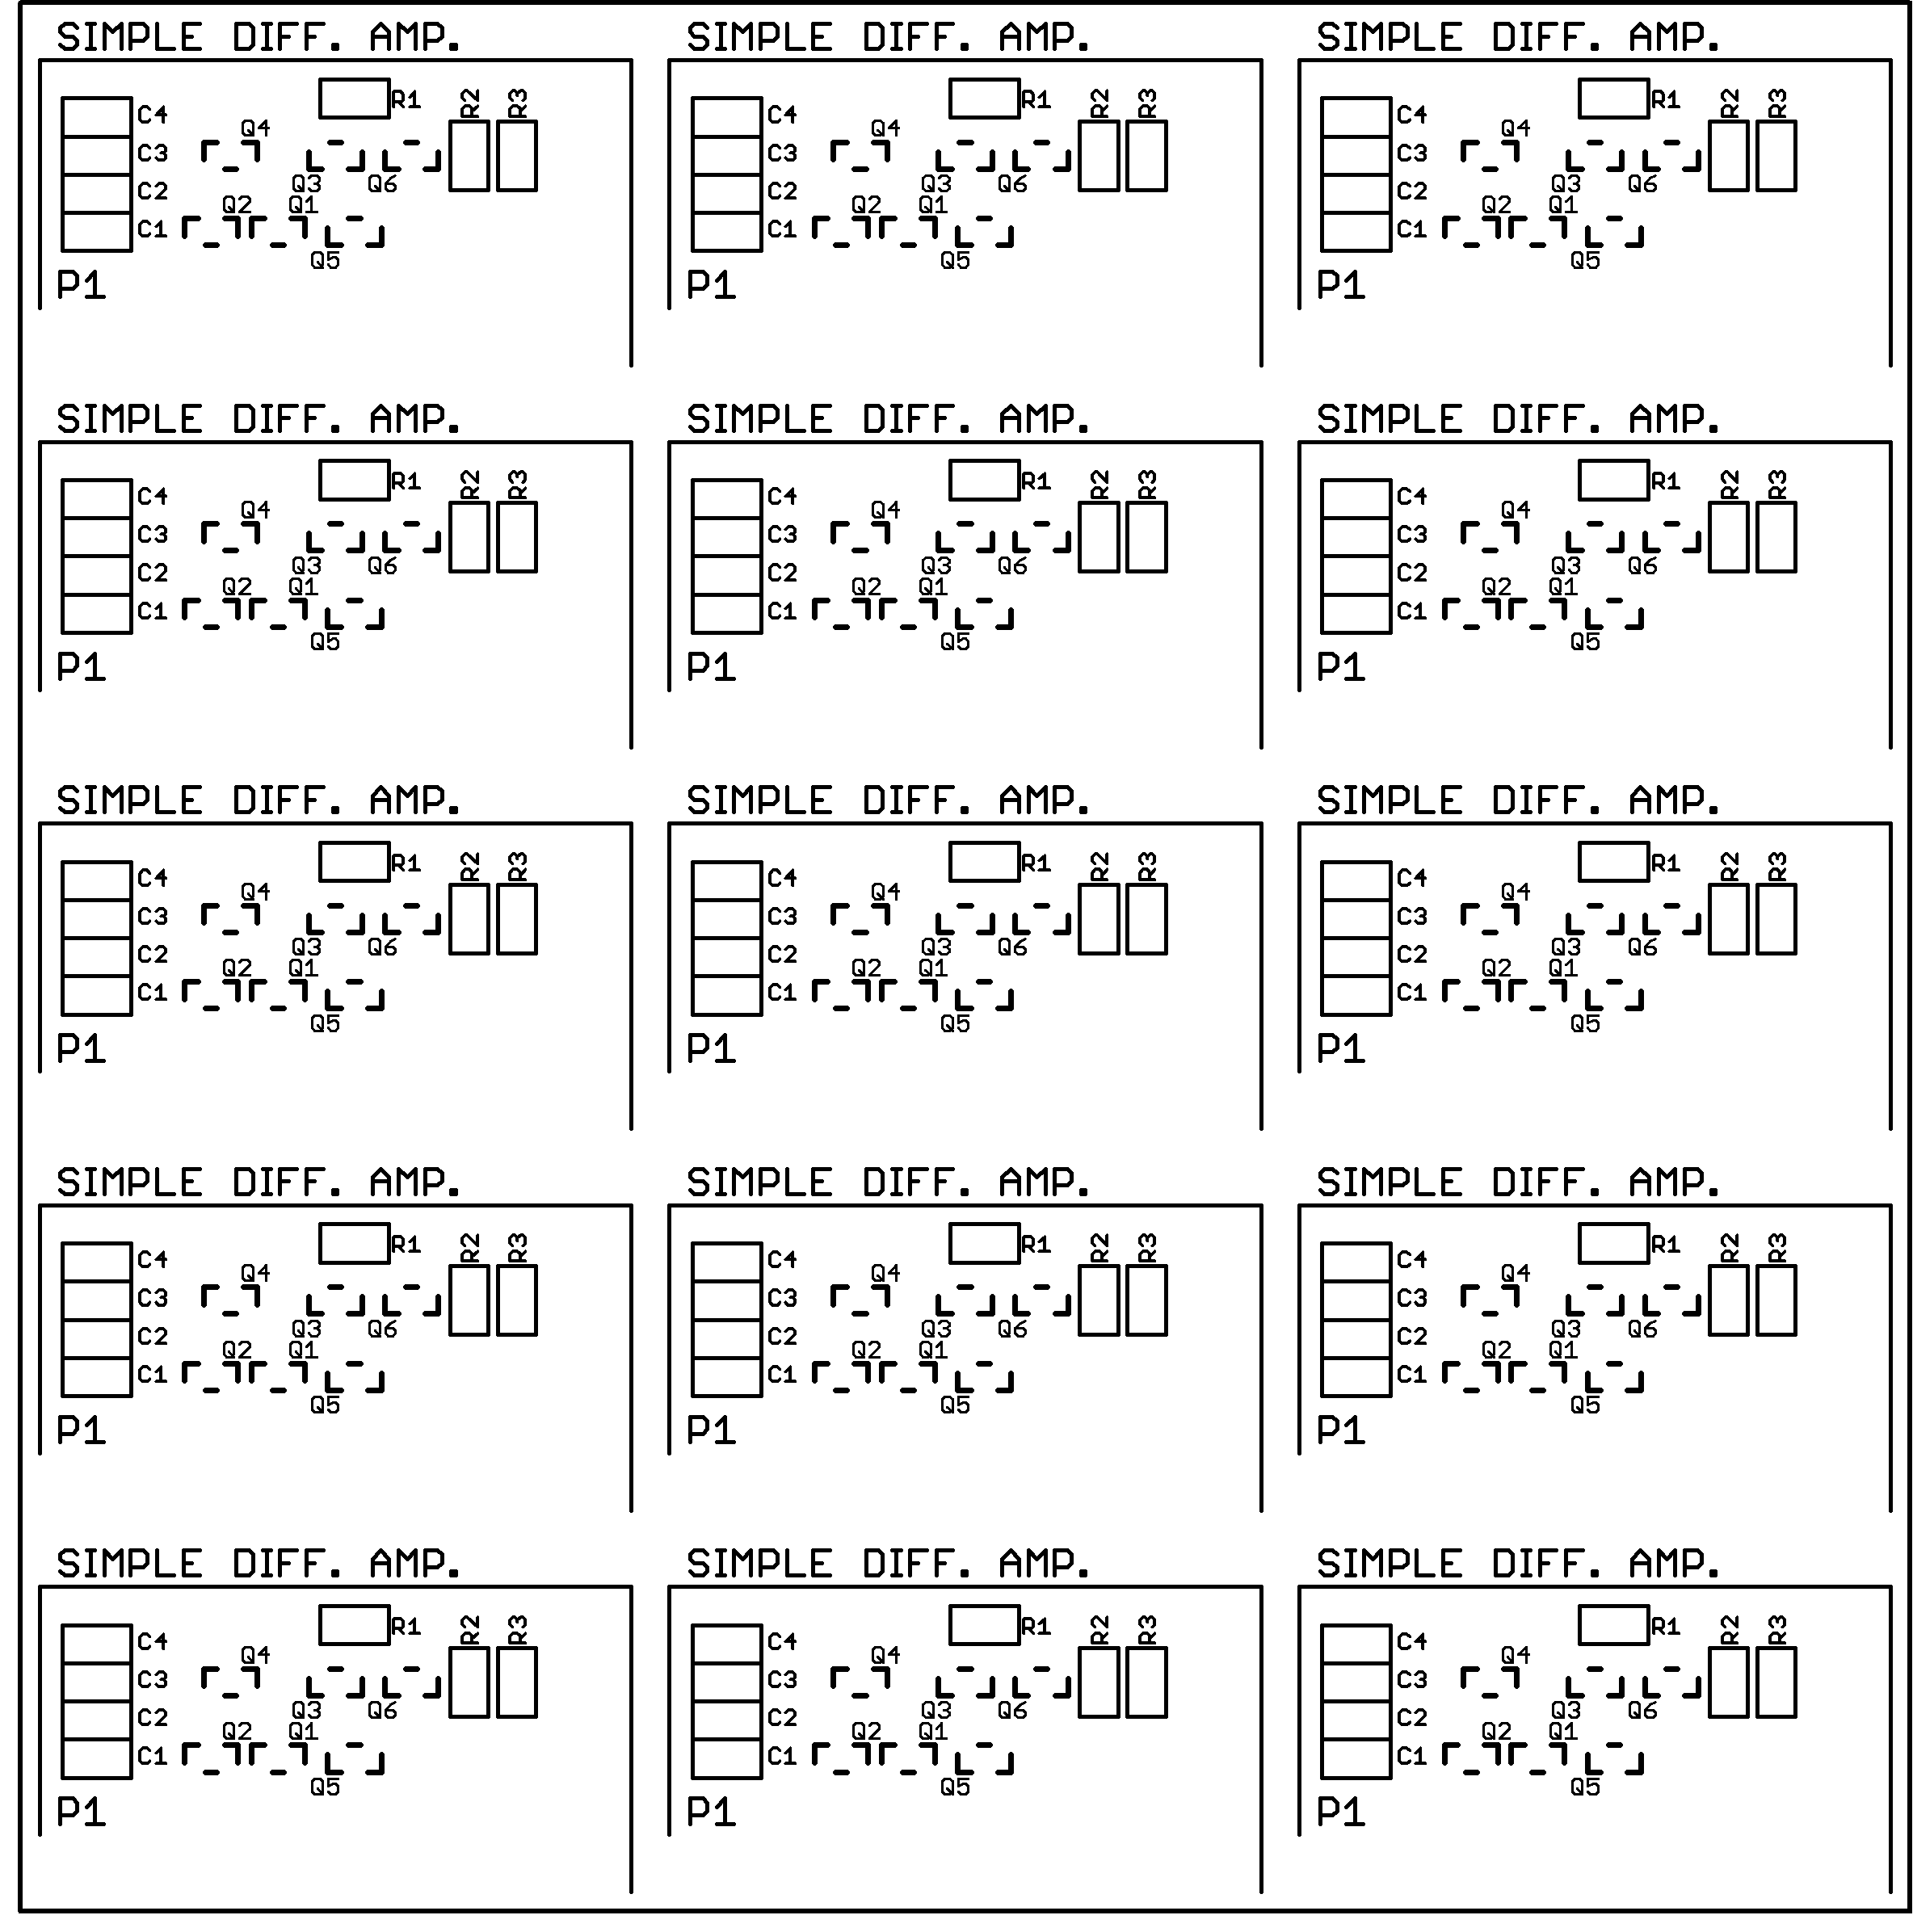 SIMPLE DIFF. AMP. SIMPLE DIFF. AMP. SIMPLE DIFF. AMP.
R1 R2 R3 R1 R2 R3 R1 R2 R3
C4 Q4 C4 Q4 C4 Q4
C3 C3 C3
C2 Q3 Q6 C2 Q3 Q6 C2 Q3 Q6
Q2 Q1 Q2 Q1 Q2 Q1
C1 C1 C1
Q5 Q5 Q5
P1 P1 P1
SIMPLE DIFF. AMP. SIMPLE DIFF. AMP. SIMPLE DIFF. AMP.
R1 R2 R3 R1 R2 R3 R1 R2 R3
C4 Q4 C4 Q4 C4 Q4
C3 C3 C3
C2 Q3 Q6 C2 Q3 Q6 C2 Q3 Q6
Q2 Q1 Q2 Q1 Q2 Q1
C1 C1 C1
Q5 Q5 Q5
P1 P1 P1
SIMPLE DIFF. AMP. SIMPLE DIFF. AMP. SIMPLE DIFF. AMP.
R1 R2 R3 R1 R2 R3 R1 R2 R3
C4 Q4 C4 Q4 C4 Q4
C3 C3 C3
C2 Q3 Q6 C2 Q3 Q6 C2 Q3 Q6
Q2 Q1 Q2 Q1 Q2 Q1
C1 C1 C1
Q5 Q5 Q5
P1 P1 P1
SIMPLE DIFF. AMP. SIMPLE DIFF. AMP. SIMPLE DIFF. AMP.
R1 R2 R3 R1 R2 R3 R1 R2 R3
C4 Q4 C4 Q4 C4 Q4
C3 C3 C3
C2 Q3 Q6 C2 Q3 Q6 C2 Q3 Q6
Q2 Q1 Q2 Q1 Q2 Q1
C1 C1 C1
Q5 Q5 Q5
P1 P1 P1
SIMPLE DIFF. AMP. SIMPLE DIFF. AMP. SIMPLE DIFF. AMP.
R1 R2 R3 R1 R2 R3 R1 R2 R3
C4 Q4 C4 Q4 C4 Q4
C3 C3 C3
C2 Q3 Q6 C2 Q3 Q6 C2 Q3 Q6
Q2 Q1 Q2 Q1 Q2 Q1
C1 C1 C1
Q5 Q5 Q5
P1 P1 P1